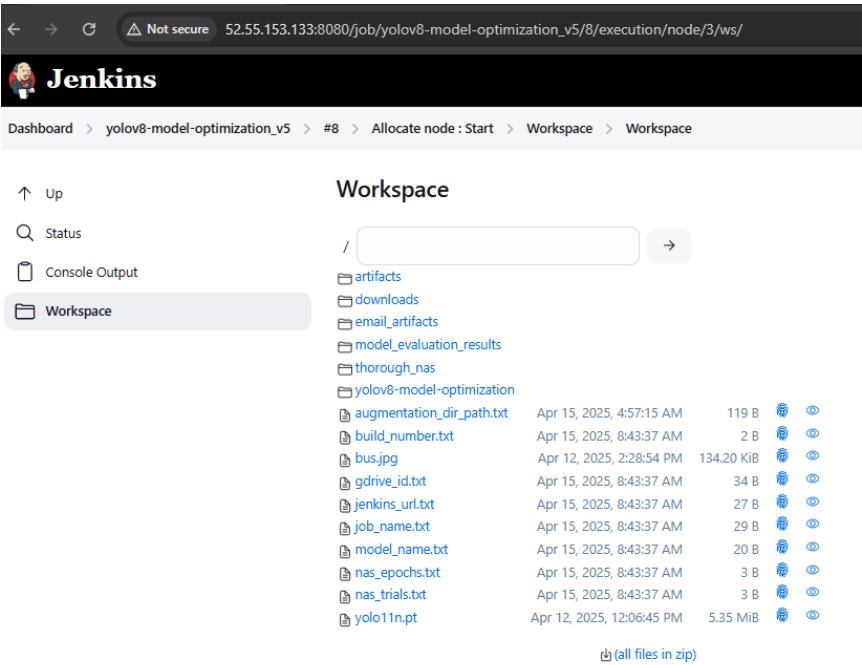 Not secure 52.55.153.133:8080/job/yolov8-model-optimization_v5/8/execution/node/3/ws/
Jenkins
Dashboard > yolov8-model-optimization_v5 > #8 > Allocate node : Start > Workspace > Workspace
Up
Status
Console Output
Workspace
Workspace
/
artifacts
downloads
email_artifacts
model_evaluation_results
thorough_nas
yolov8-model-optimization
augmentation_dir_path.txt Apr 15, 2025, 4:57:15 AM 119 B
build_number.txt Apr 15, 2025, 8:43:37 AM 2 B
bus.jpg Apr 12, 2025, 2:28:54 PM 134.20 KiB
gdrive_id.txt Apr 15, 2025, 8:43:37 AM 34 B
jenkins_url.txt Apr 15, 2025, 8:43:37 AM 27 B
job_name.txt Apr 15, 2025, 8:43:37 AM 29 B
model_name.txt Apr 15, 2025, 8:43:37 AM 20 B
nas_epochs.txt Apr 15, 2025, 8:43:37 AM 3 B
nas_trials.txt Apr 15, 2025, 8:43:37 AM 3 B
yolo11n.pt Apr 12, 2025, 12:06:45 PM 5.35 MiB
(all files in zip)